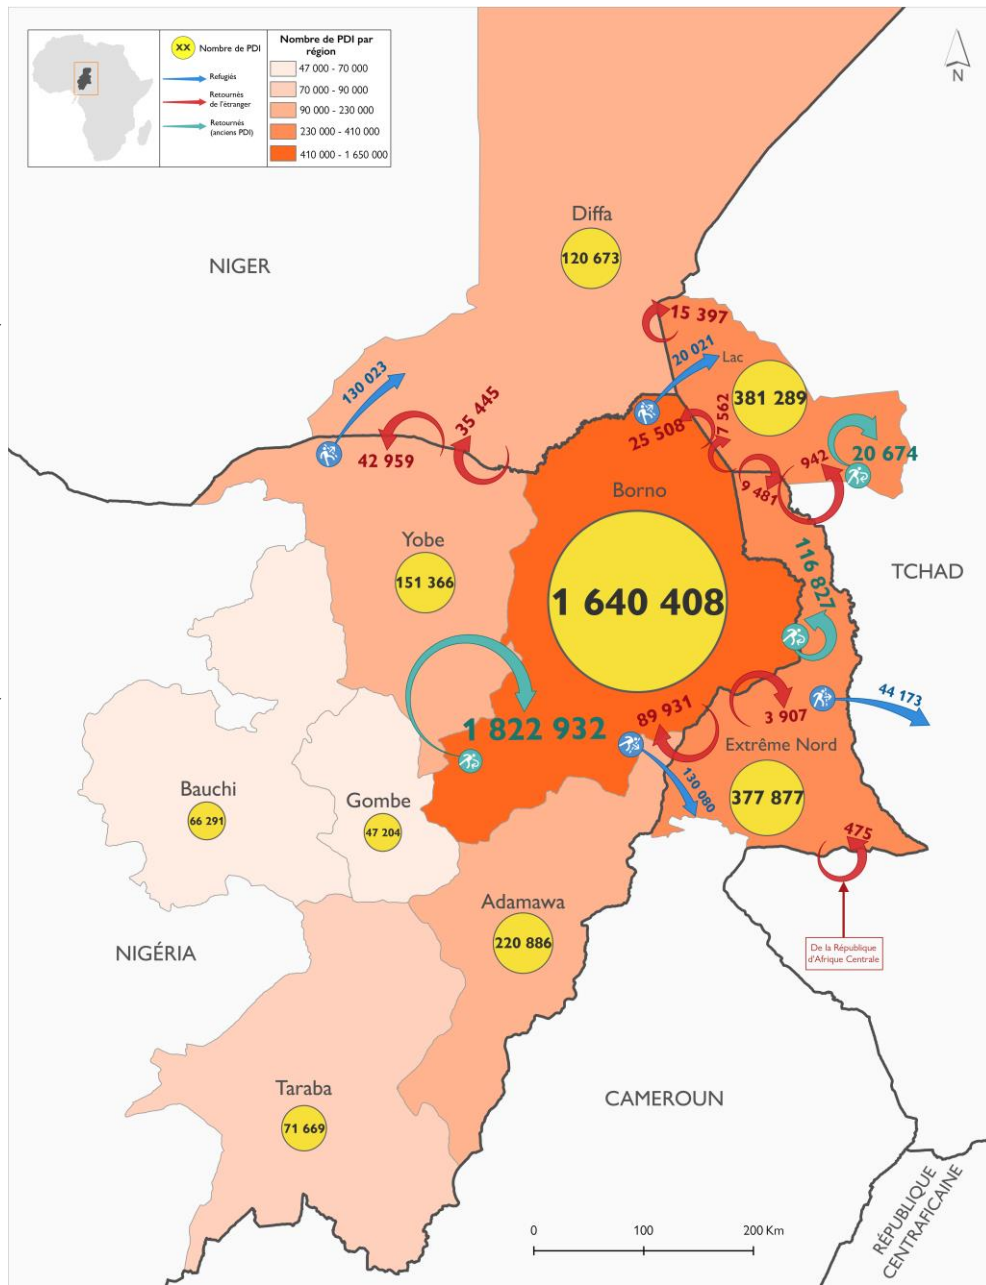 XX
Nombre de PDI
Refugiés
Retournés
de l'étranger
Retournés
(anciens PDI)
Nombre de PDI par
région
47 000 - 70 000
70 000 - 90 000
90 000 - 230 000
230 000 - 410 000
410 000 - 1 650 000
N
Diffa
120 673
NIGER
15 397
20 021
Lac
381 289
130 023
35 445
42 959
25 508
7 562
942
20 674
9 481
Borno
1 640 408
Yobe
151 366
116 827
TCHAD
1 822 932
89 931
3 907
44 173
Extrême Nord
377 877
130 080
475
Bauchi
66 291
Gombe
47 204
Adamawa
220 886
De la République
d'Afrique Centrale
NIGÉRIA
Taraba
71 669
CAMEROUN
RÉPUBLIQUE
CENTRAFICAINE
0
100
200 Km